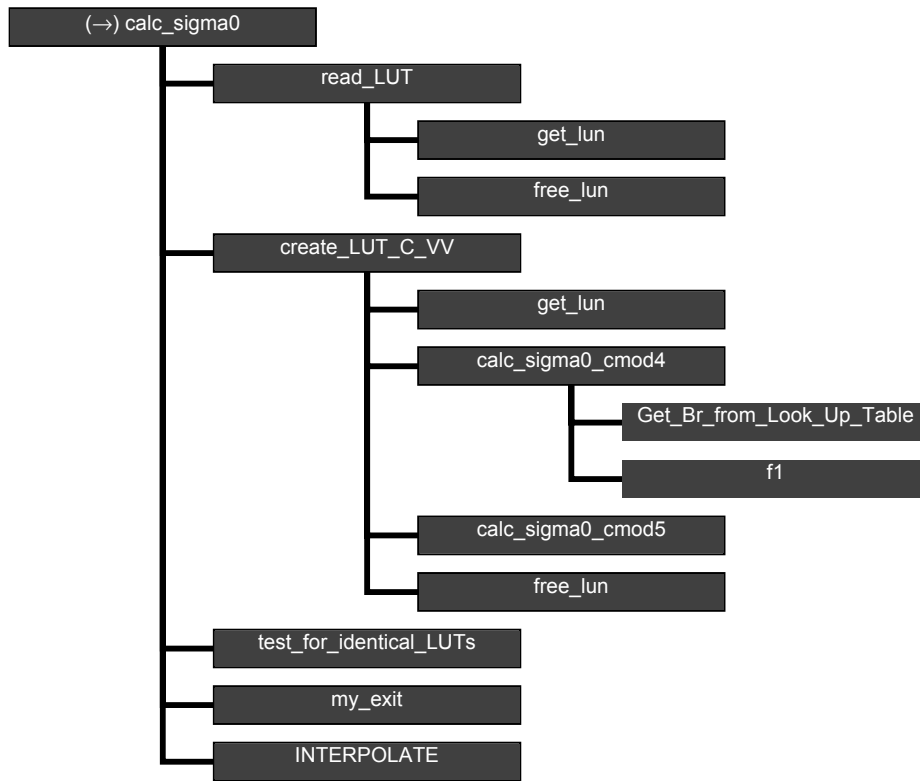 (→) calc_sigma0
read_LUT
get_lun
free_lun
create_LUT_C_VV
get_lun
calc_sigma0_cmod4
Get_Br_from_Look_Up_Table
f1
calc_sigma0_cmod5
free_lun
test_for_identical_LUTs
my_exit
INTERPOLATE